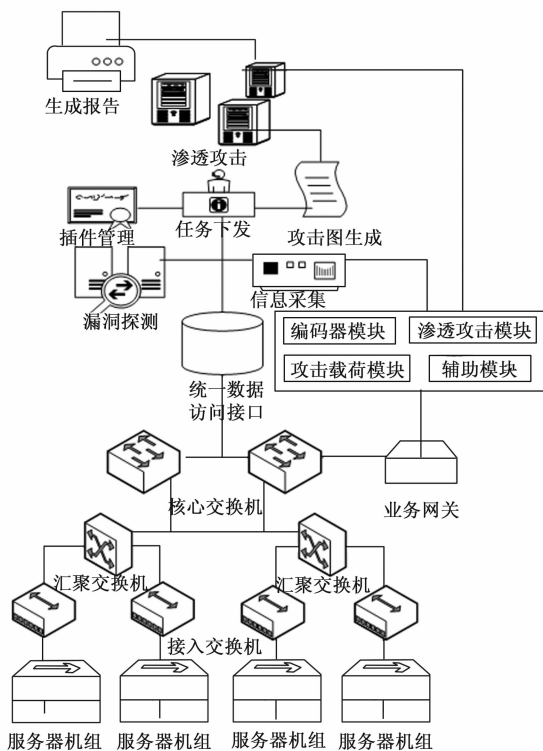 生成报告
渗透攻击
插件管理
任务下发
攻击图生成
漏洞探测
信息采集
编码器模块
渗透攻击模块
攻击载荷模块
辅助模块
统一数据
访问接口
核心交换机
业务网关
汇聚交换机
汇聚交换机
接入交换机
服务器机组
服务器机组
服务器机组
服务器机组